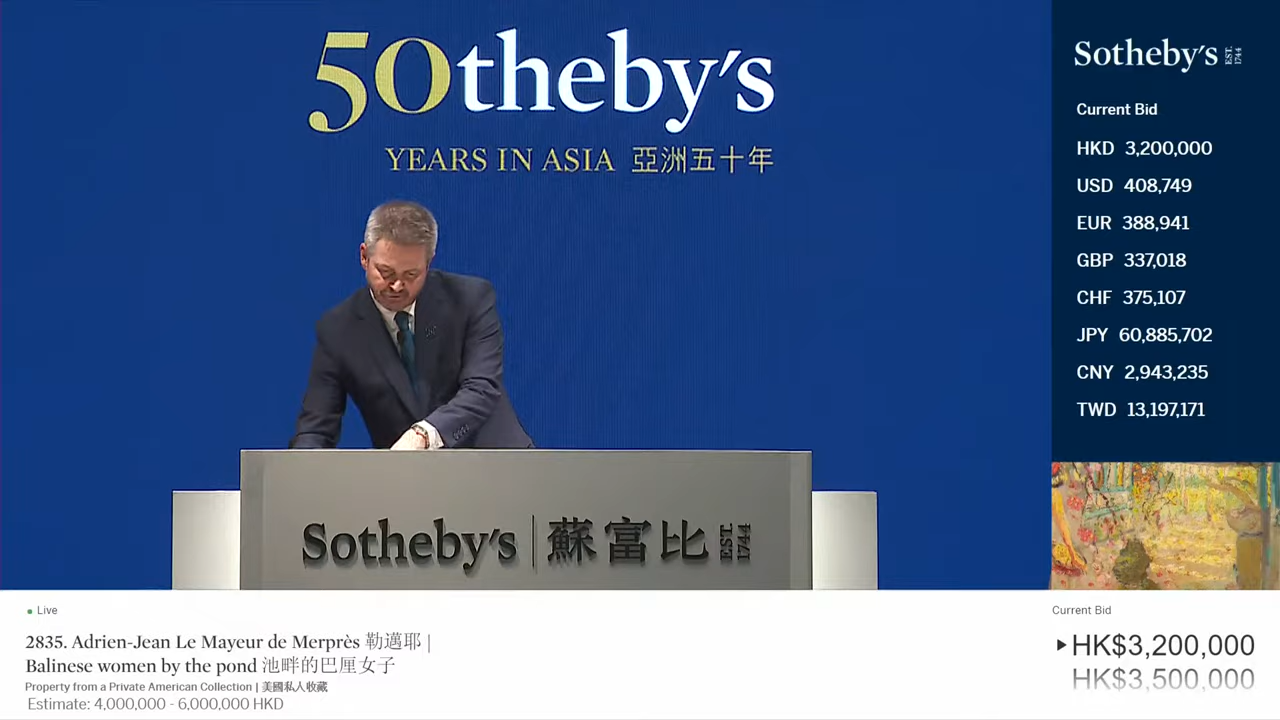 50theby's
YEARS IN ASIA 亞洲五十年
Sotheby's | 蘇富比 EST. 1744
Sotheby's EST. 1744
Current Bid
HKD 3,200,000
USD 408,749
EUR 388,941
GBP 337,018
CHF 375,107
JPY 60,885,702
CNY 2,943,235
TWD 13,197,171
Live
2835. Adrien-Jean Le Mayeur de Merprès 勒邁耶 |
Balinese women by the pond 池畔的巴厘女子
Property from a Private American Collection | 美國私人收藏
Estimate: 4,000,000 - 6,000,000 HKD
Current Bid
HK$3,200,000
HK$3,500,000